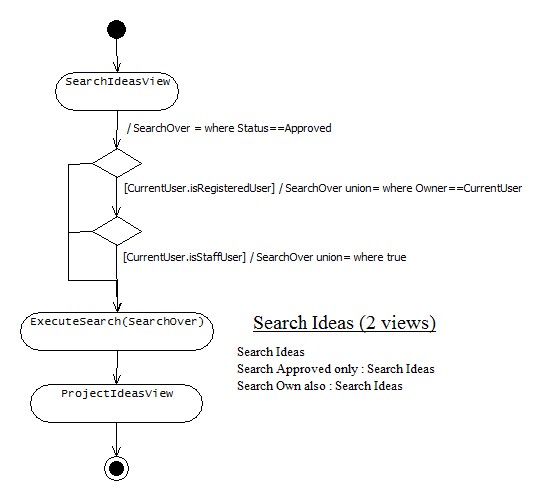 SearchIdeasView
/ SearchOver = where Status==Approved
[CurrentUser.isRegisteredUser] / SearchOver union= where Owner==CurrentUser
[CurrentUser.isStaffUser] / SearchOver union= where true
ExecuteSearch(SearchOver)
Search Ideas (2 views)
Search Ideas
Search Approved only : Search Ideas
Search Own also : Search Ideas
ProjectIdeasView